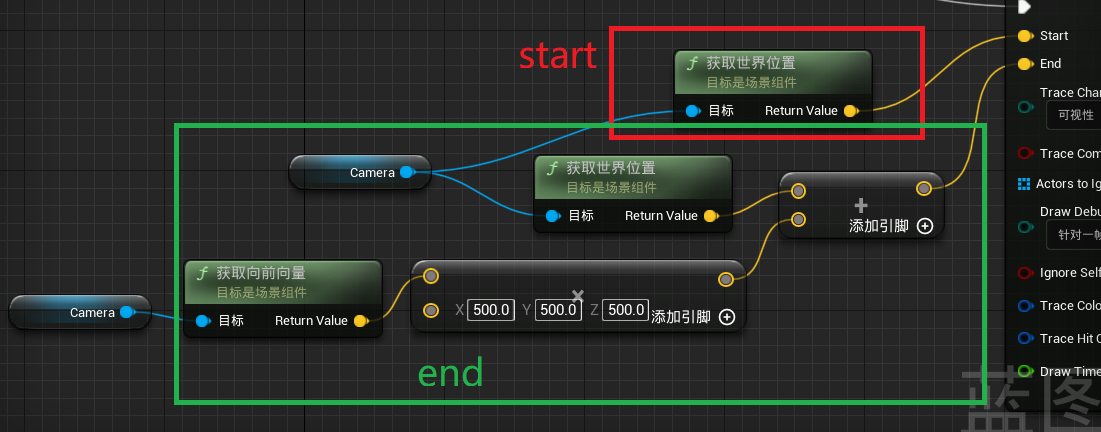 start
获取世界位置
目标是场景组件
目标 Return Value
Camera
获取世界位置
目标是场景组件
目标 Return Value
添加引脚
获取向前向量
目标是场景组件
目标 Return Value
Camera
X 500.0 Y 500.0 Z 500.0
添加引脚
end
Start
End
Trace Chan
可视性
Trace Com
Actors to Ig
Draw Debu
针对一帧
Ignore Self
Trace Colo
Trace Hit C
Draw Time
蓝图